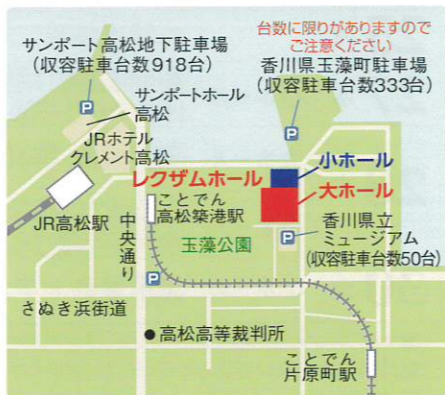 台数に限りがありますので
ご注意ください
サンポート高松地下駐車場
(収容駐車台数918台)
香川県玉藻町駐車場
(収容駐車台数333台)
P
P
サンポートホール
高松
JRホテル
クレメント高松
小ホール
レクザムホール
大ホール
ことでん
高松築港駅
JR高松駅
中央通り
玉藻公園
P
香川県立
ミュージアム
(収容駐車台数50台)
P
さぬき浜街道
高松高等裁判所
ことでん
片原町駅